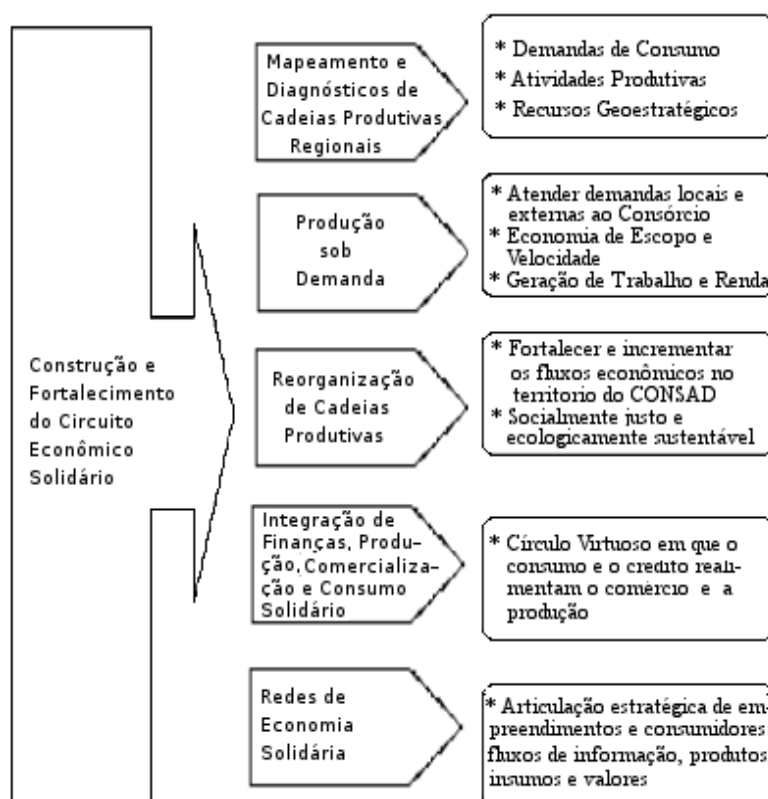 Construção e
Fortalecimento
do Circuito
Econômico
Solidário
Mapeamento e
Diagnósticos de
Cadeias Produtivas
Regionais
* Demandas de Consumo
* Atividades Produtivas
* Recursos Geoestratégicos
Produção
sob
Demanda
* Atender demandas locais e
externas ao Consórcio
* Economia de Escopo e
Velocidade
* Geração de Trabalho e Renda
Reorganização
de Cadeias
Produtivas
* Fortalecer e incrementar
os fluxos econômicos no
territorio do CONSAD
* Socialmente justo e
ecologicamente sustentável
Integração de
Finanças, Produ-
ção, Comercializa-
ção e Consumo
Solidário
* Círculo Virtuoso em que o
consumo e o crédito reali-
mentam o comércio e a
produção
Redes de
Economia
Solidária
* Articulação estratégica de em-
preendimentos e consumidores
fluxos de informação, produtos
insumos e valores